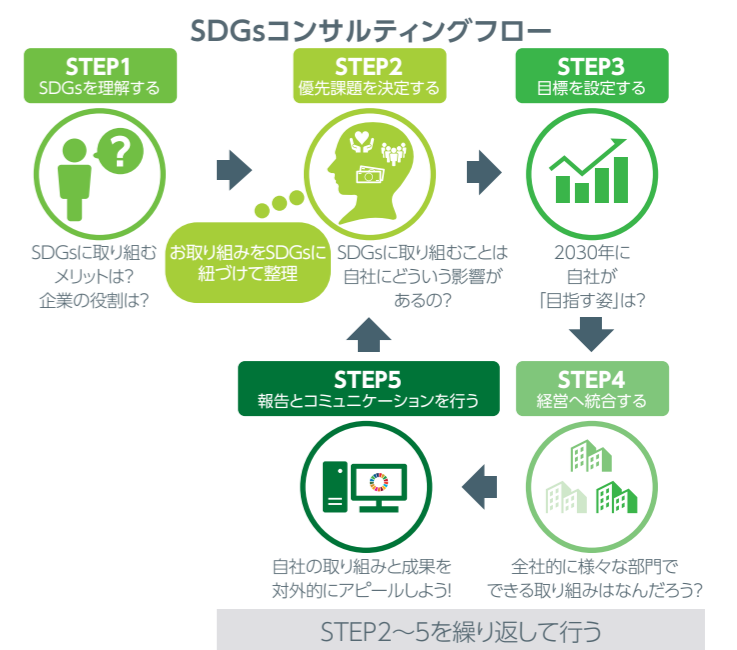 SDGsコンサルティングフロー
STEP1
SDGsを理解する
?
SDGsに取り組む
メリットは?
企業の役割は?
STEP2
優先課題を決定する
お取り組みをSDGsに
紐づけて整理
SDGsに取り組むことは
自社にどういう影響が
あるの?
STEP3
目標を設定する
2030年に
自社が
「目指す姿」は?
STEP4
経営へ統合する
全社的に様々な部門で
できる取り組みはなんだろう?
STEP5
報告とコミュニケーションを行う
自社の取り組みと成果を
対外的にアピールしよう!
STEP2〜5を繰り返して行う